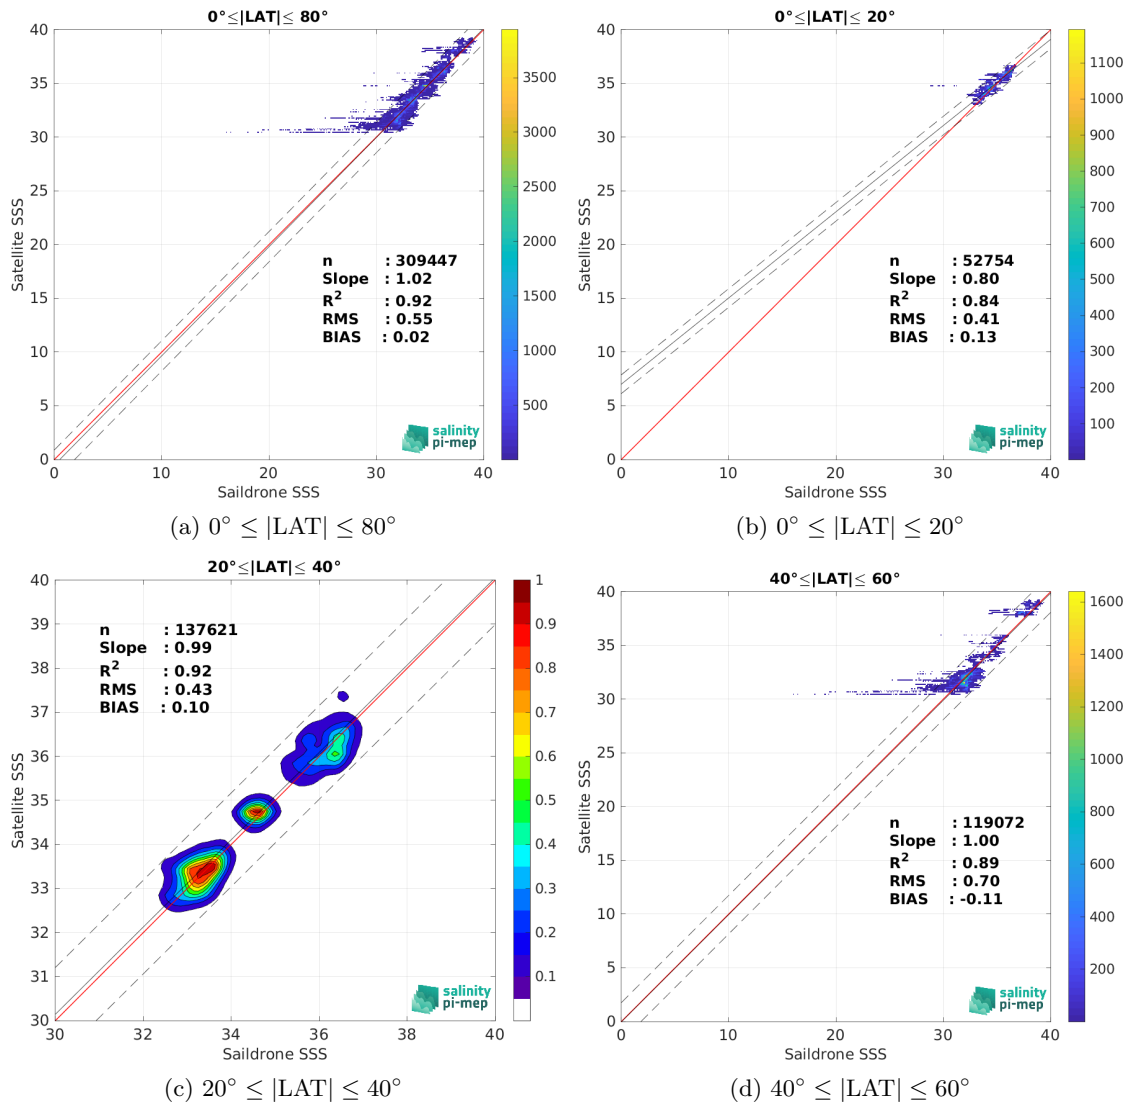 0°≤|LAT|≤ 80°
40
35
30
25
20
15
10
5
0
Satellite SSS
0
10
20
30
40
Saildrone SSS
n : 309447
Slope : 1.02
R² : 0.92
RMS : 0.55
BIAS : 0.02
salinity
pi-mep
3500
3000
2500
2000
1500
1000
500
(a) 0° ≤ |LAT| ≤ 80°
0°≤|LAT|≤ 20°
40
35
30
25
20
15
10
5
0
Satellite SSS
0
10
20
30
40
Saildrone SSS
n : 52754
Slope : 0.80
R² : 0.84
RMS : 0.41
BIAS : 0.13
salinity
pi-mep
1100
1000
900
800
700
600
500
400
300
200
100
(b) 0° ≤ |LAT| ≤ 20°
20°≤|LAT|≤ 40°
40
39
38
37
36
35
34
33
32
31
30
Satellite SSS
30
32
34
36
38
40
Saildrone SSS
n : 137621
Slope : 0.99
R² : 0.92
RMS : 0.43
BIAS : 0.10
salinity
pi-mep
1
0.9
0.8
0.7
0.6
0.5
0.4
0.3
0.2
0.1
(c) 20° ≤ |LAT| ≤ 40°
40°≤|LAT|≤ 60°
40
35
30
25
20
15
10
5
0
Satellite SSS
0
10
20
30
40
Saildrone SSS
n : 119072
Slope : 1.00
R² : 0.89
RMS : 0.70
BIAS : -0.11
salinity
pi-mep
1600
1400
1200
1000
800
600
400
200
(d) 40° ≤ |LAT| ≤ 60°